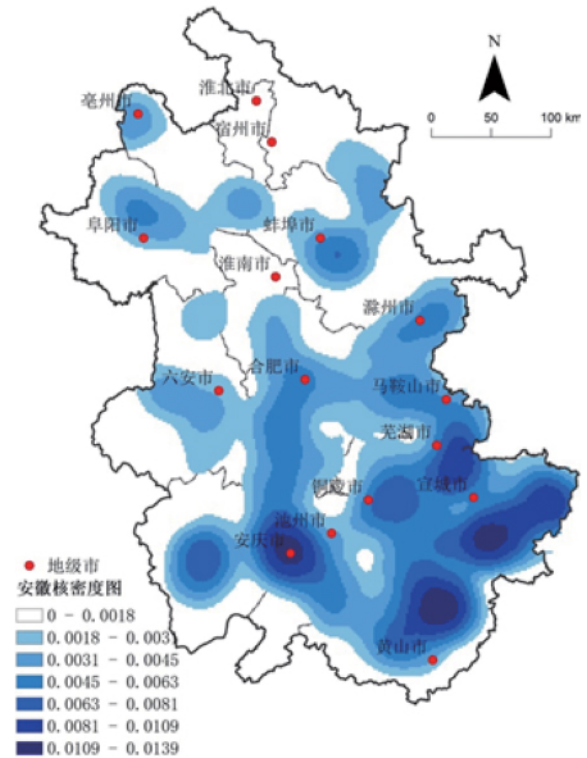 N
淮北市
亳州市
0 50 100 km
宿州市
阜阳市
蚌埠市
淮南市
滁州市
合肥市
六安市
马鞍山市
芜湖市
铜陵市
宣城市
池州市
安庆市
地级市
安徽核密度图
0 - 0.0018
0.0018 - 0.0031
0.0031 - 0.0045
0.0045 - 0.0063
0.0063 - 0.0081
0.0081 - 0.0109
0.0109 - 0.0139
黄山市